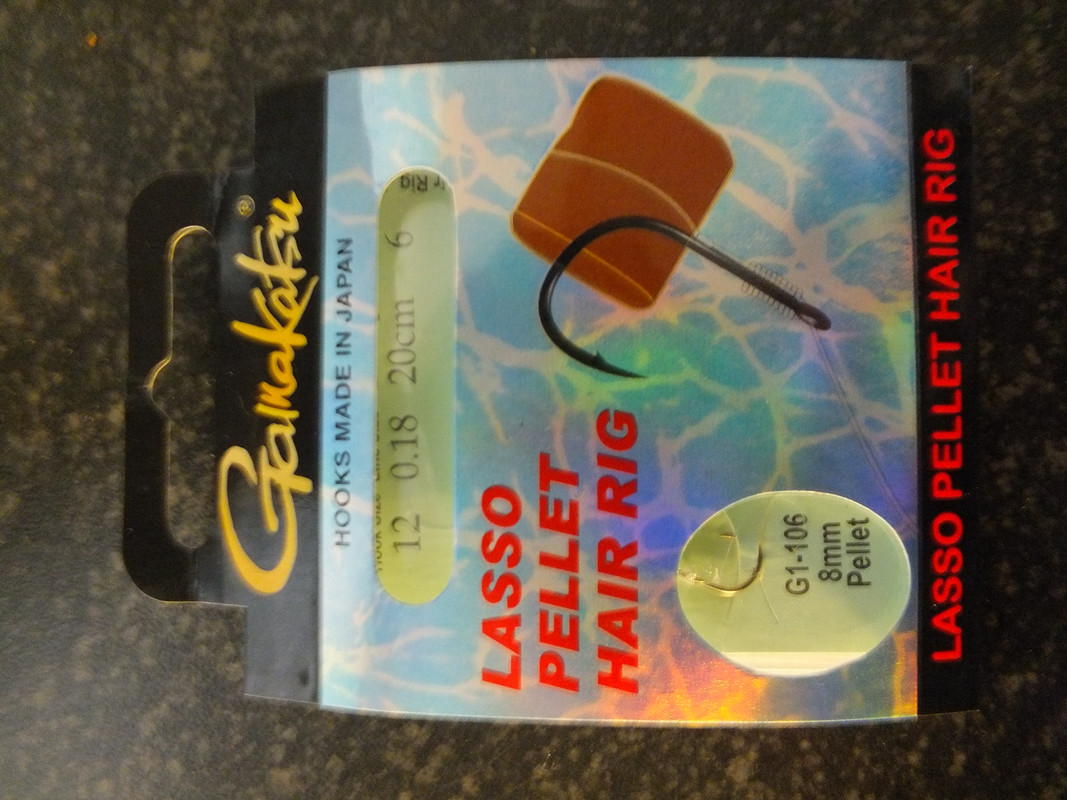 Gamakatsu®
HOOKS MADE IN JAPAN
12 0.18 20cm 6
LASSO
PELLET
HAIR RIG
G1-106
8mm
Pellet
LASSO PELLET HAIR RIG